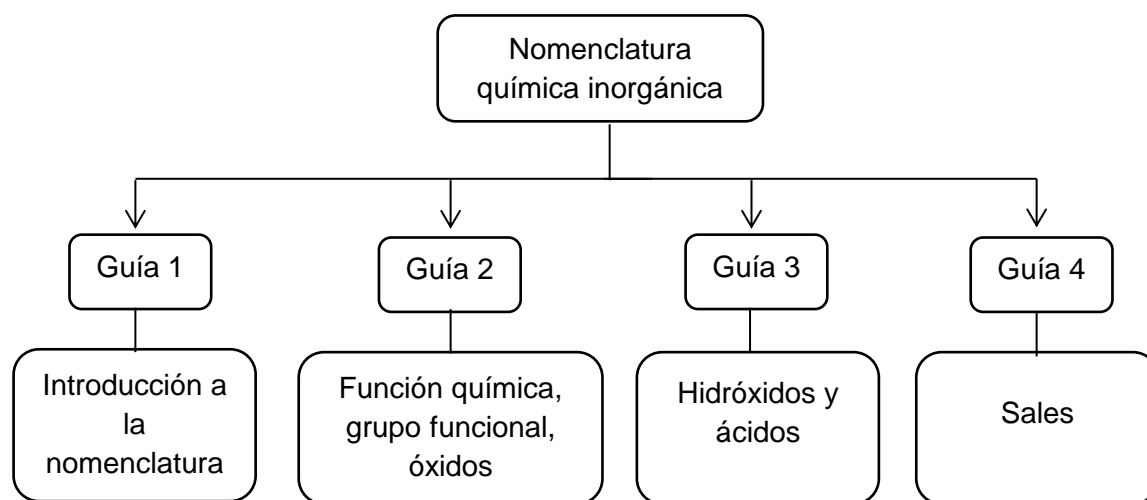 Nomenclatura
química inorgánica
Guía 1
Guía 2
Guía 3
Guía 4
Introducción a
la
nomenclatura
Función química,
grupo funcional,
óxidos
Hidróxidos y
ácidos
Sales